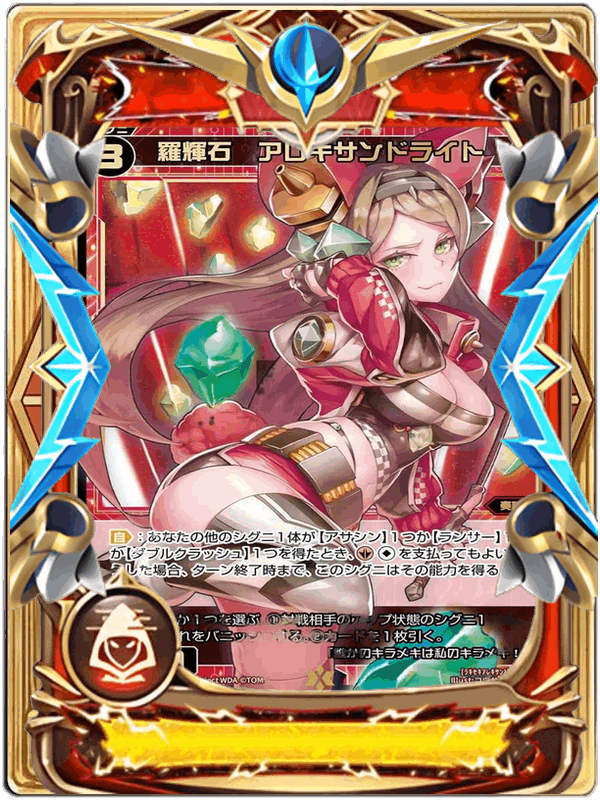 3 羅輝石 アレキサンドライト
自：あなたの他のシグニ1体が【アサシン】1つか【ランサー】
か【ダブルクラッシュ】1つを得たとき、を支払ってもよい
した場合、ターン終了時まで、このシグニはその能力を得る
か1つを選ぶ ①対戦相手の
状態のシグニ1
れをバニッシュする。②カードを1枚引く。
「誰かのキラメキは私のキラメキ！
ject WDA ©TOM
Illust